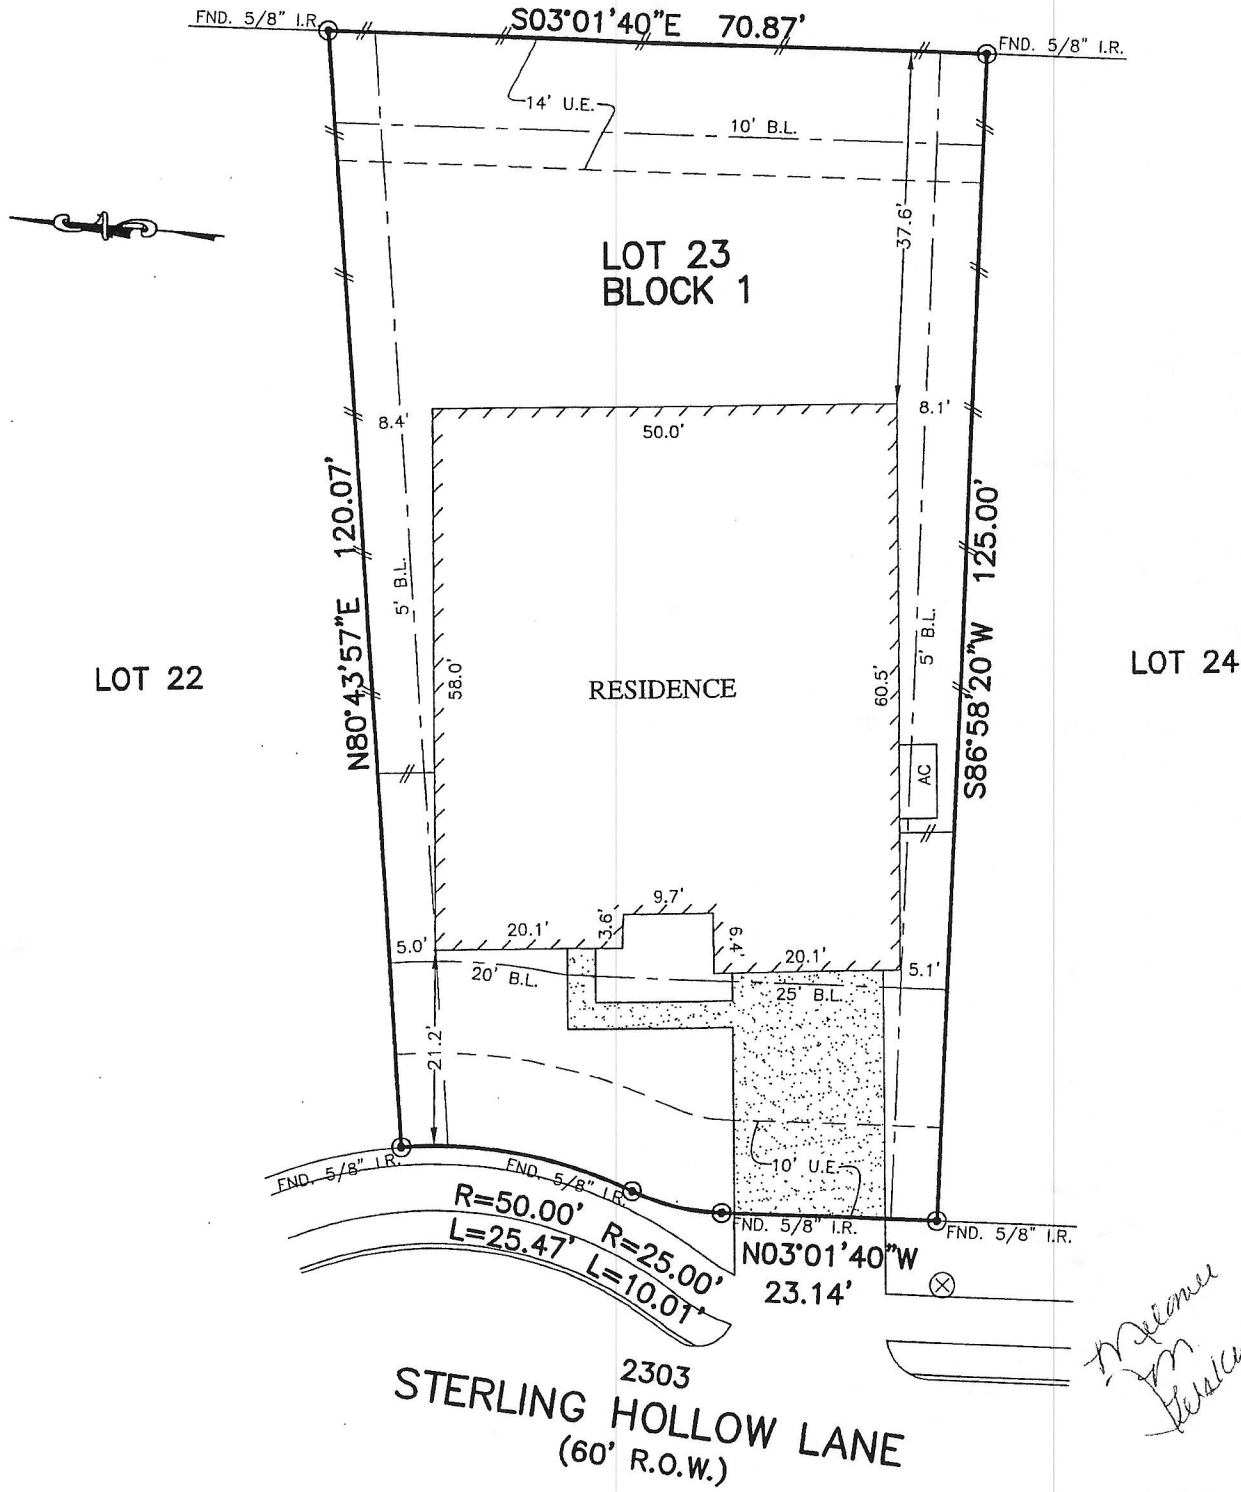 FND. 5/8" I.R.
S03°01'40"E 70.87'
FND. 5/8" I.R.
14' U.E.
10' B.L.
37.6'
LOT 23
BLOCK 1
8.4'
50.0'
8.1'
N80°43'57"E 120.07'
5' B.L.
58.0'
RESIDENCE
60.5'
5' B.L.
S86°58'20"W 125.00'
LOT 22
LOT 24
AC
9.7'
3.6'
6.4'
20.1'
20.1'
5.0'
5.1'
20' B.L.
25' B.L.
21.2'
10' U.E.
FND. 5/8" I.R.
FND. 5/8" I.R.
FND. 5/8" I.R.
FND. 5/8" I.R.
R=50.00'
L=25.47'
R=25.00'
L=10.01'
N03°01'40"W
23.14'
2303
STERLING HOLLOW LANE
(60' R.O.W.)